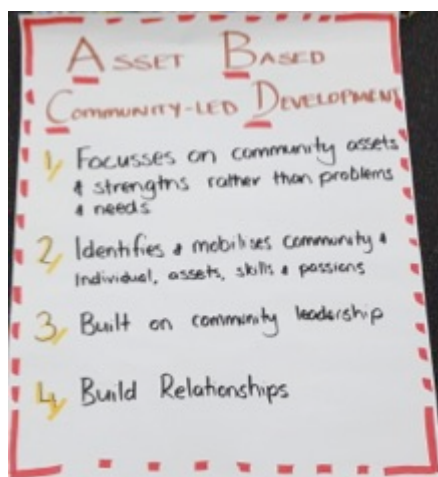 ASSET BASED
COMMUNITY-LED DEVELOPMENT
1, Focusses on community assets
& strengths rather than problems
& needs
2, Identifies & mobilises community &
Individual, assets, skills & passions
3, Built on community leadership
4, Build Relationships